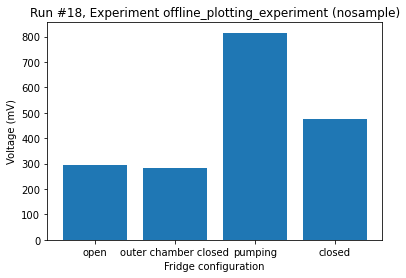 Run #18, Experiment offline_plotting_experiment (nosample)
800
700
600
500
400
300
200
100
0
Voltage (mV)
open outer chamber closed pumping closed
Fridge configuration